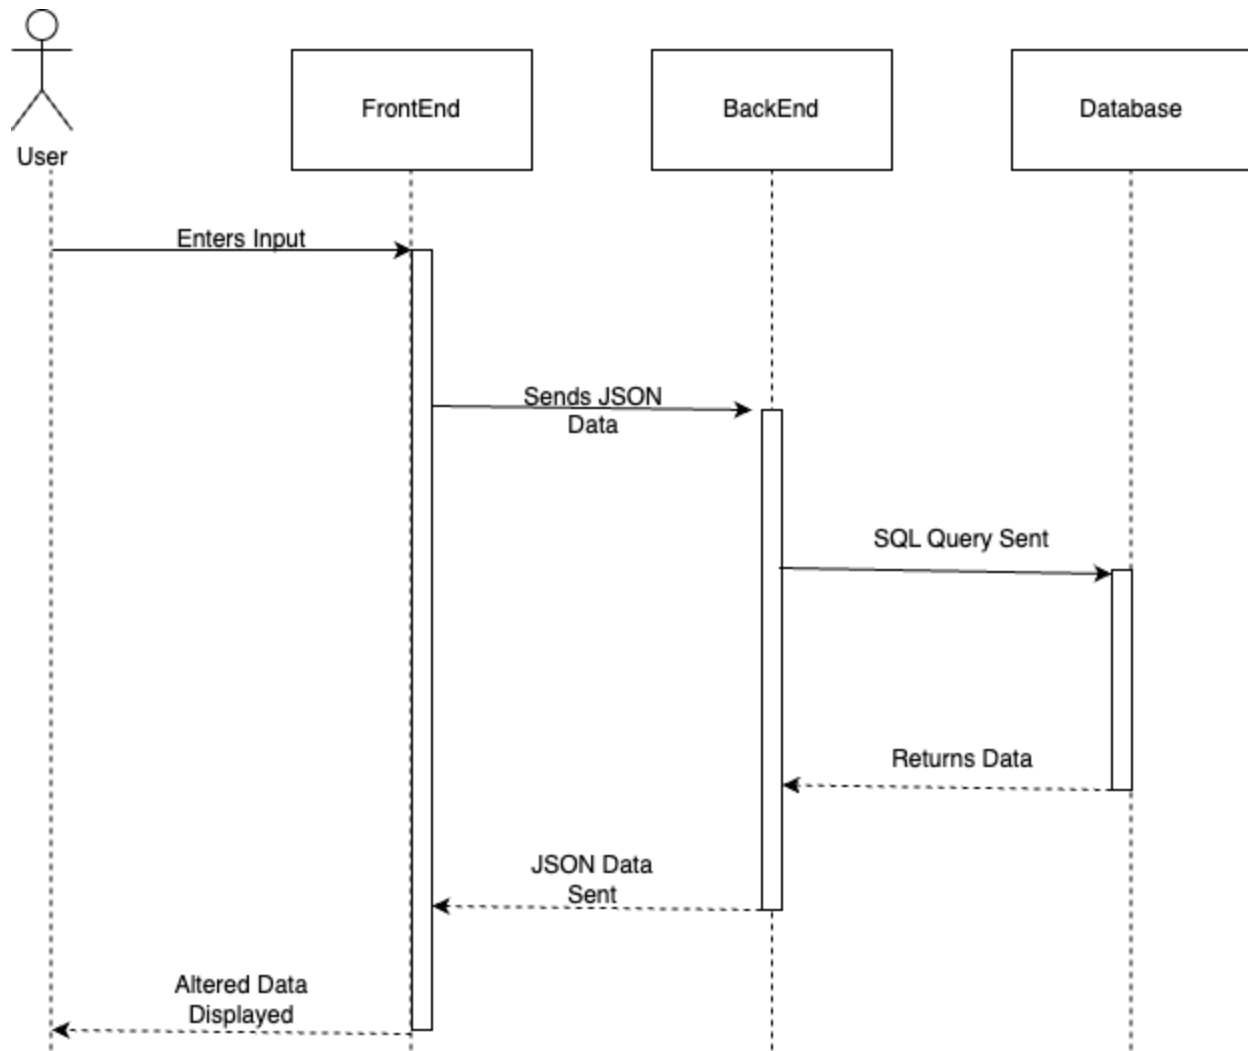 User
FrontEnd
BackEnd
Database
Enters Input
Sends JSON
Data
SQL Query Sent
Returns Data
JSON Data
Sent
Altered Data
Displayed